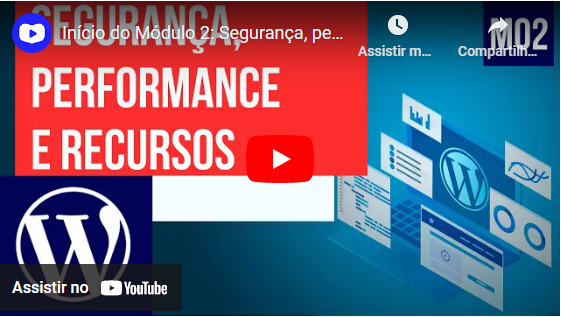 Início do Módulo 2: Segurança, pe...
SEGURANÇA,
PERFORMANCE
E RECURSOS
Assistir m...
Compartilh...
M02
Assistir no YouTube